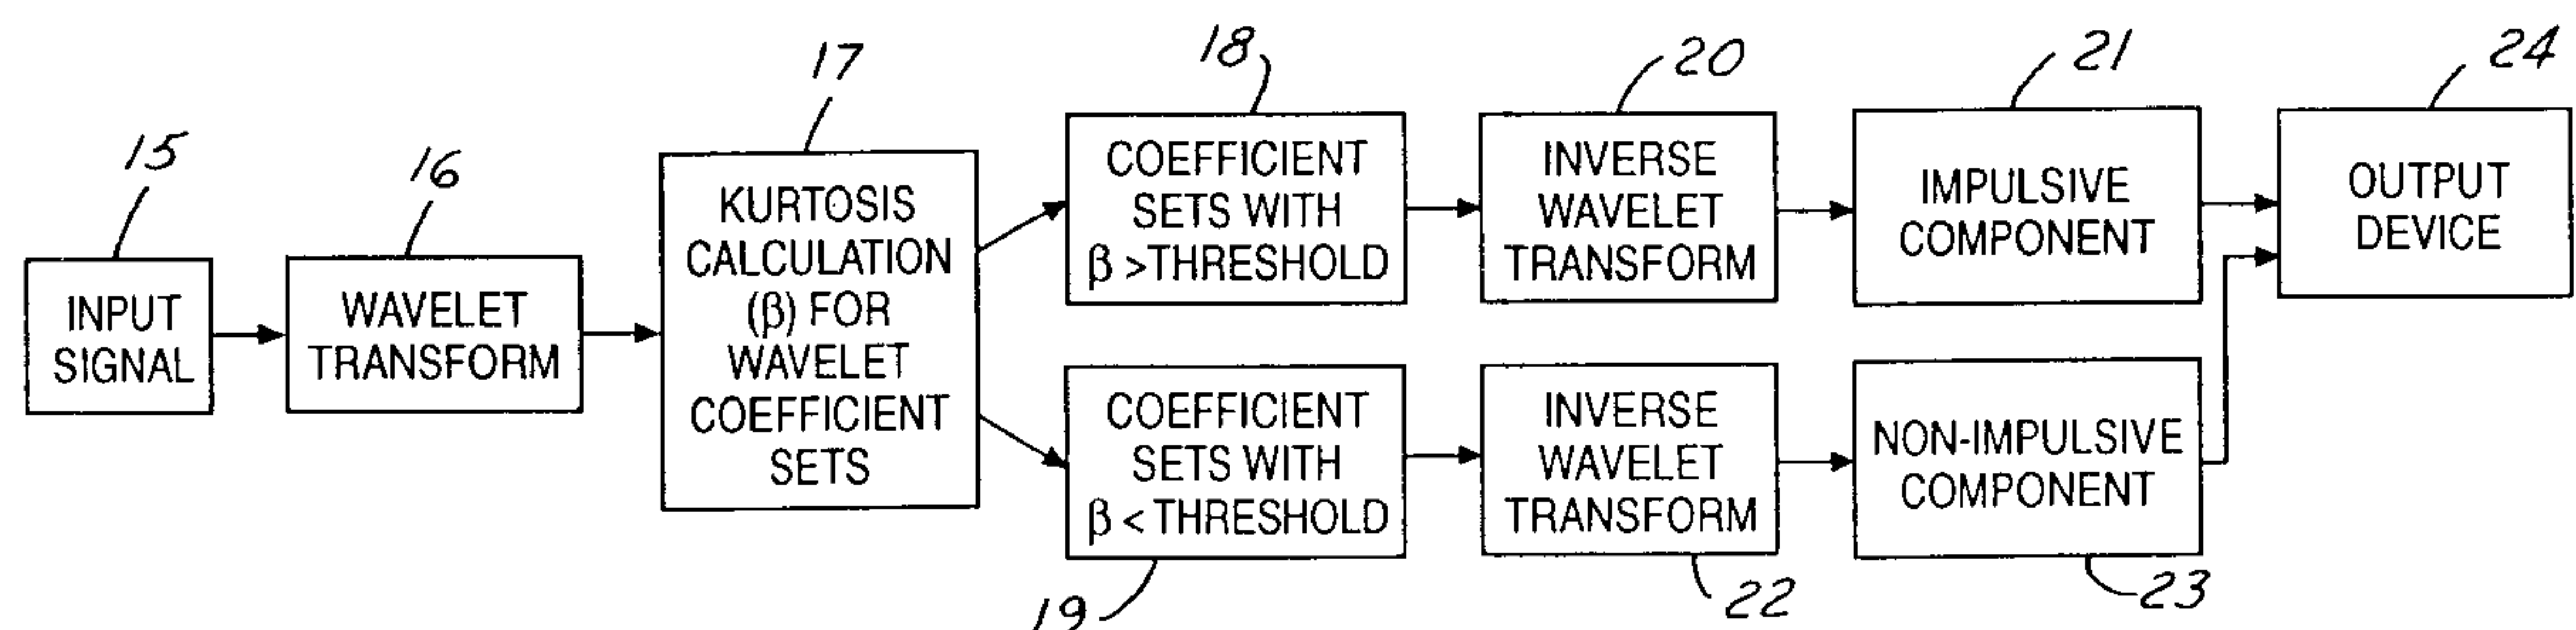 15
INPUT
SIGNAL
16
WAVELET
TRANSFORM
17
KURTOSIS
CALCULATION
(β) FOR
WAVELET
COEFFICIENT
SETS
18
COEFFICIENT
SETS WITH
β >THRESHOLD
20
INVERSE
WAVELET
TRANSFORM
21
IMPULSIVE
COMPONENT
24
OUTPUT
DEVICE
COEFFICIENT
SETS WITH
β < THRESHOLD
19
INVERSE
WAVELET
TRANSFORM
22
NON-IMPULSIVE
COMPONENT
23